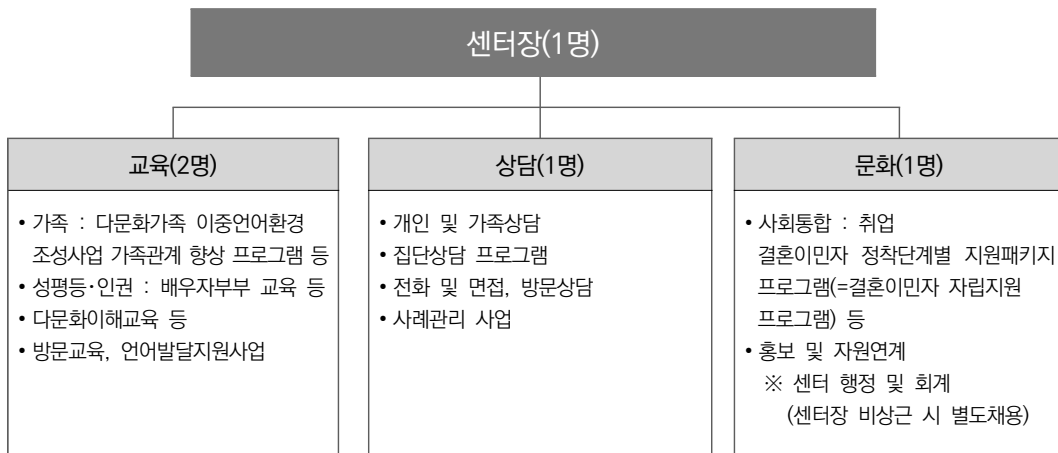 센터장(1명)
교육(2명)
• 가족 : 다문화가족 이중언어환경
조성사업 가족관계 향상 프로그램 등
• 성평등·인권 : 배우자부부 교육 등
• 다문화이해교육 등
• 방문교육, 언어발달지원사업
상담(1명)
• 개인 및 가족상담
• 집단상담 프로그램
• 전화 및 면접, 방문상담
• 사례관리 사업
문화(1명)
• 사회통합 : 취업
결혼이민자 정착단계별 지원패키지
프로그램(=결혼이민자 자립지원
프로그램) 등
• 홍보 및 자원연계
※ 센터 행정 및 회계
(센터장 비상근 시 별도채용)